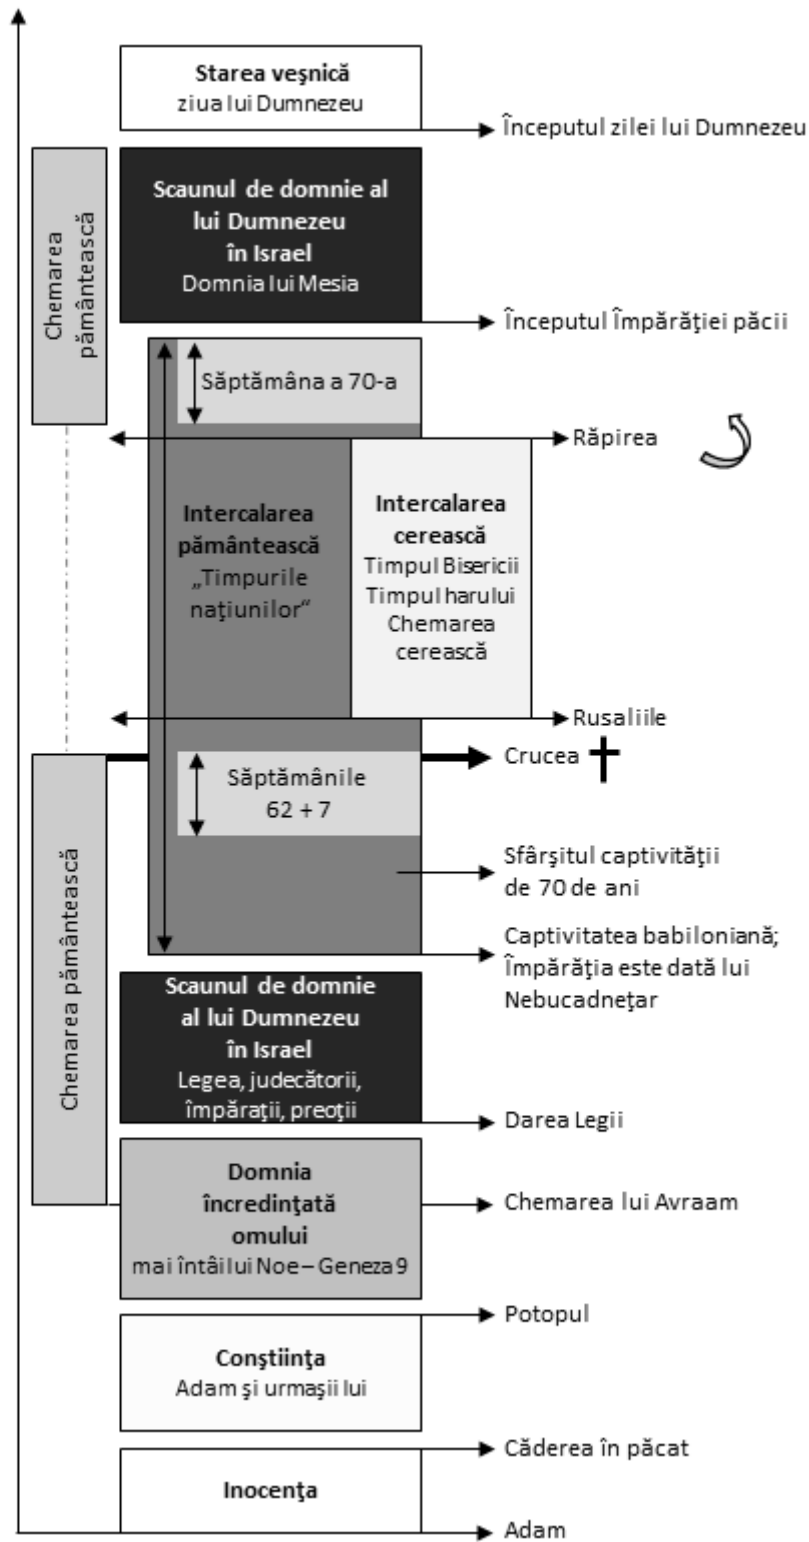 Starea veşnică
ziua lui Dumnezeu
Începutul zilei lui Dumnezeu
Chemarea
pământească
Scaunul de domnie al
lui Dumnezeu
în Israel
Domnia lui Mesia
Începutul Împărăţiei păcii
Săptămâna a 70-a
Răpirea
Intercalarea
pământească
„Timpurile
naţiunilor“
Intercalarea
cerească
Timpul Bisericii
Timpul harului
Chemarea
cerească
Rusaliile
Crucea
Săptămânile
62 + 7
Chemarea pământească
Sfârşitul captivităţii
de 70 de ani
Captivitatea babiloniană;
Împărăţia este dată lui
Nebucadneţar
Scaunul de domnie
al lui Dumnezeu
în Israel
Legea, judecătorii,
împăraţii, preoţii
Darea Legii
Domnia
încredinţată
omului
mai întâi lui Noe – Geneza 9
Chemarea lui Avraam
Potopul
Conştiinţa
Adam şi urmaşii lui
Căderea în păcat
Inocenţa
Adam